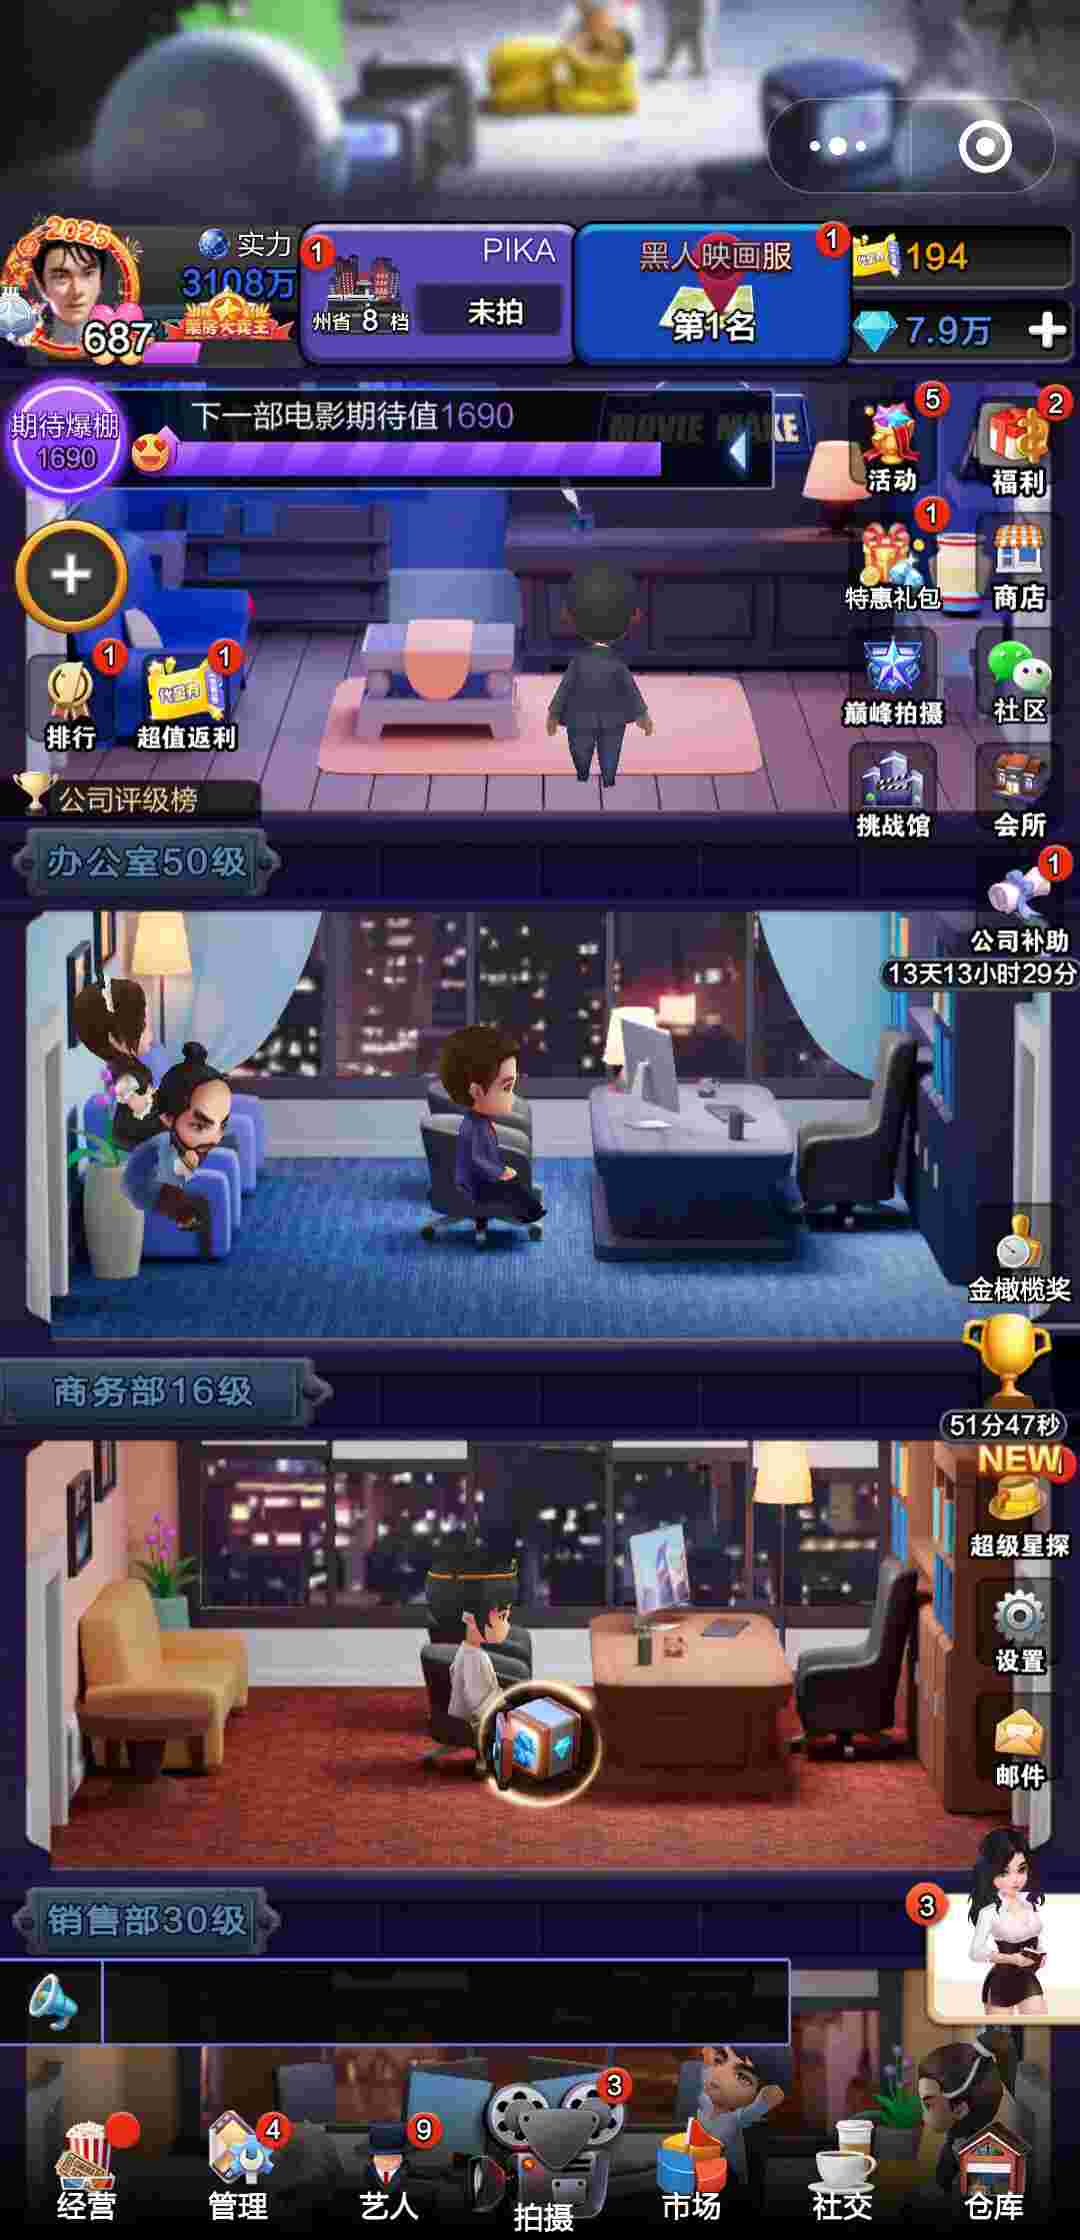 2025
实力
3108万
票房大赛王
687
1
PIKA
州省 8 档
未拍
黑人映画服
1
第1名
代金券
194
7.9万
期待爆棚
1690
下一部电影期待值1690
MOVIE MAKE
5
活动
2
福利
1
特惠礼包
商店
1
排行
1
代金券
超值返利
巅峰拍摄
社区
公司评级榜
挑战馆
会所
办公室50级
1
公司补助
13天13小时29分
金橄榄奖
商务部16级
51分47秒
NEW
超级星探
设置
邮件
销售部30级
3
经营
4
管理
9
艺人
3
拍摄
市场
社交
仓库